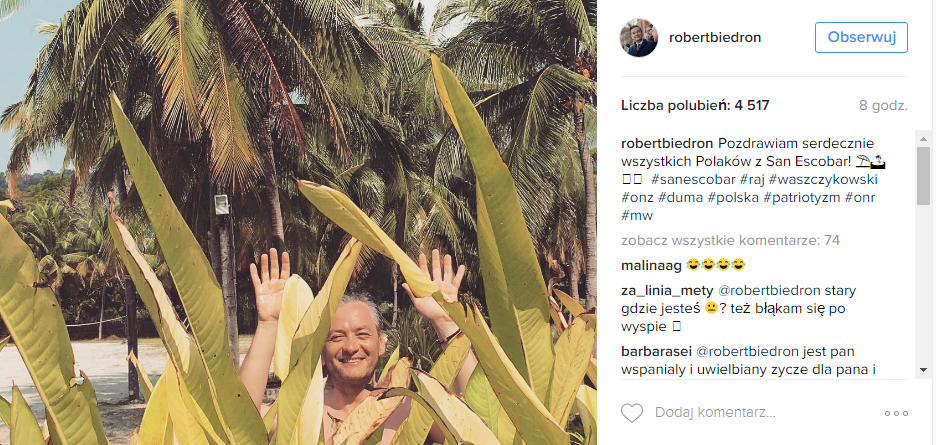 robertbiedron
Obserwuj
Liczba polubień: 4 517
8 godz.
robertbiedron Pozdrawiam serdecznie
wszystkich Polaków z San Escobar!
#sanescobar #raj #waszczykowski
#onz #duma #polska #patriotyzm #onr
#mw
zobacz wszystkie komentarze: 74
malinaag 😂😂😂😂
za_linia_mety @robertbiedron stary
gdzie jesteś 😕? też błąkam się po
wyspie
barbarasei @robertbiedron jest pan
wspanialy i uwielbiany zycze dla pana i
Dodaj komentarz...